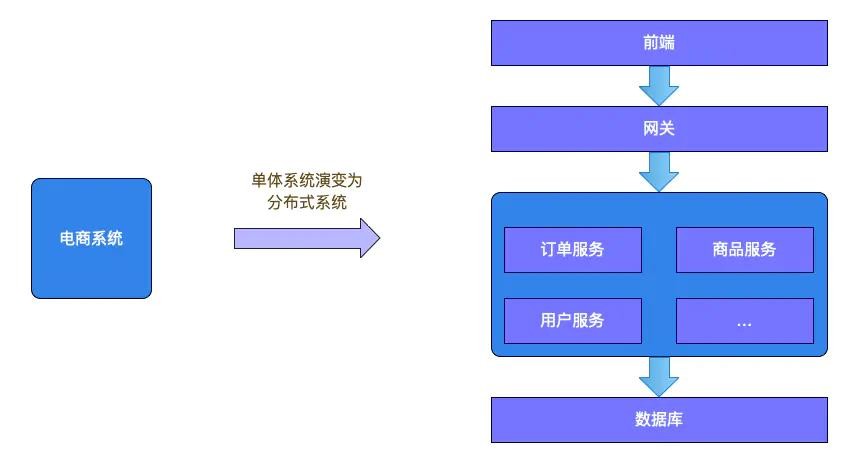 电商系统
单体系统演变为
分布式系统
前端
网关
订单服务
商品服务
用户服务
...
数据库